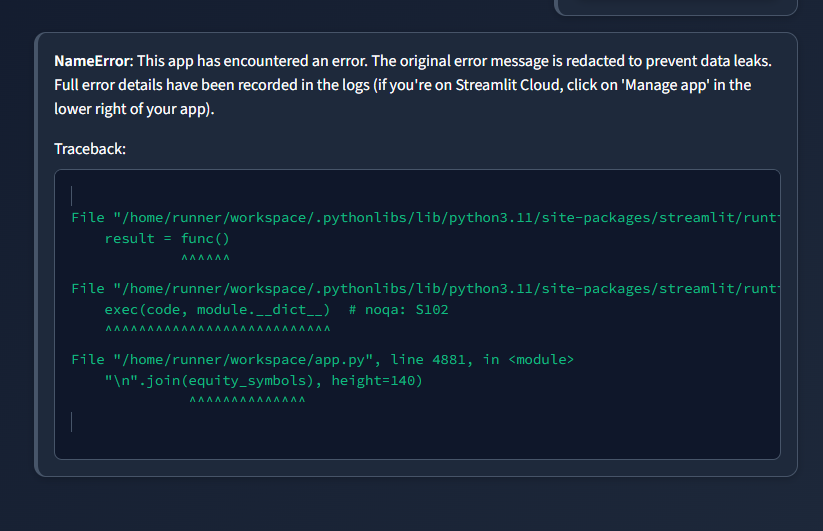 NameError: This app has encountered an error. The original error message is redacted to prevent data leaks.
Full error details have been recorded in the logs (if you're on Streamlit Cloud, click on 'Manage app' in the
lower right of your app).
Traceback:
File "/home/runner/workspace/.pythonlibs/lib/python3.11/site-packages/streamlit/runt
result = func()
^^^^^^
File "/home/runner/workspace/.pythonlibs/lib/python3.11/site-packages/streamlit/runt
exec(code, module.__dict__)  # noqa: S102
^^^^^^^^^^^^^^^^^^^^^^^^^^^
File "/home/runner/workspace/app.py", line 4881, in <module>
"\n".join(equity_symbols), height=140)
^^^^^^^^^^^^^^